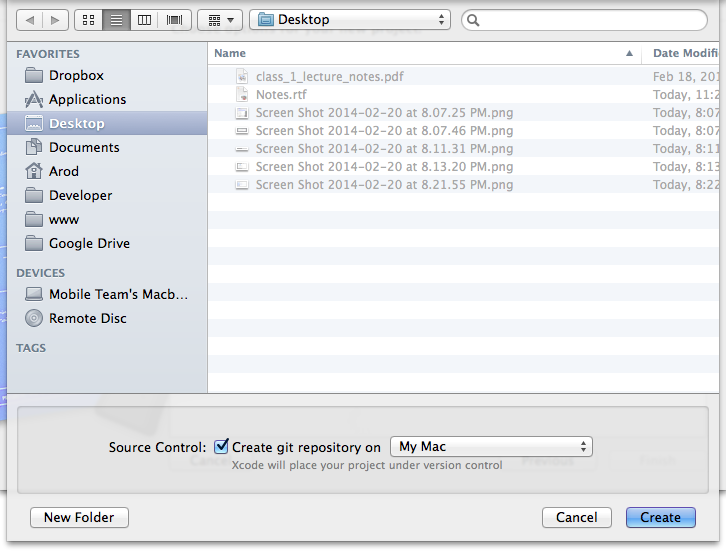 Desktop
FAVORITES
Dropbox
Applications
Desktop
Documents
Arod
Developer
www
Google Drive
DEVICES
Mobile Team's Macb...
Remote Disc
TAGS
Name Date Modifi
class_1_lecture_notes.pdf Feb 18, 201
Notes.rtf Today, 11:2
Screen Shot 2014-02-20 at 8.07.25 PM.png Today, 8:07
Screen Shot 2014-02-20 at 8.07.46 PM.png Today, 8:07
Screen Shot 2014-02-20 at 8.11.31 PM.png Today, 8:11
Screen Shot 2014-02-20 at 8.13.20 PM.png Today, 8:13
Screen Shot 2014-02-20 at 8.21.55 PM.png Today, 8:22
Source Control: Create git repository on My Mac
Cancel Previous
Xcode will place your project under version control
New Folder Cancel Create